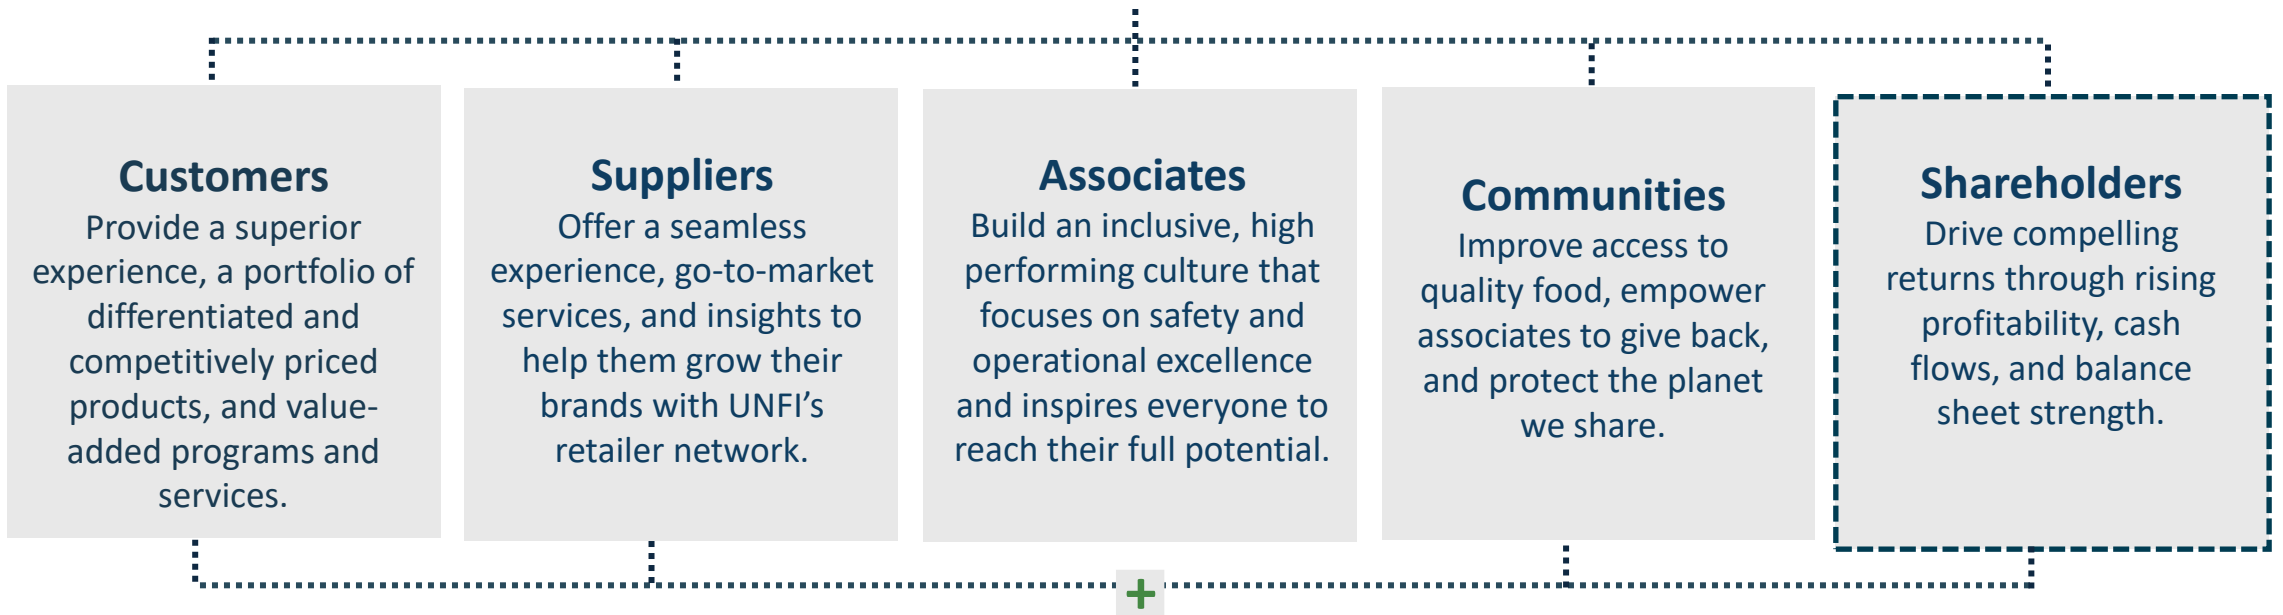 Customers
Provide a superior
experience, a portfolio of
differentiated and
competitively priced
products, and value-
added programs and
services.
Suppliers
Offer a seamless
experience, go-to-market
services, and insights to
help them grow their
brands with UNFI’s
retailer network.
Associates
Build an inclusive, high
performing culture that
focuses on safety and
operational excellence
and inspires everyone to
reach their full potential.
Communities
Improve access to
quality food, empower
associates to give back,
and protect the planet
we share.
Shareholders
Drive compelling
returns through rising
profitability, cash
flows, and balance
sheet strength.
+